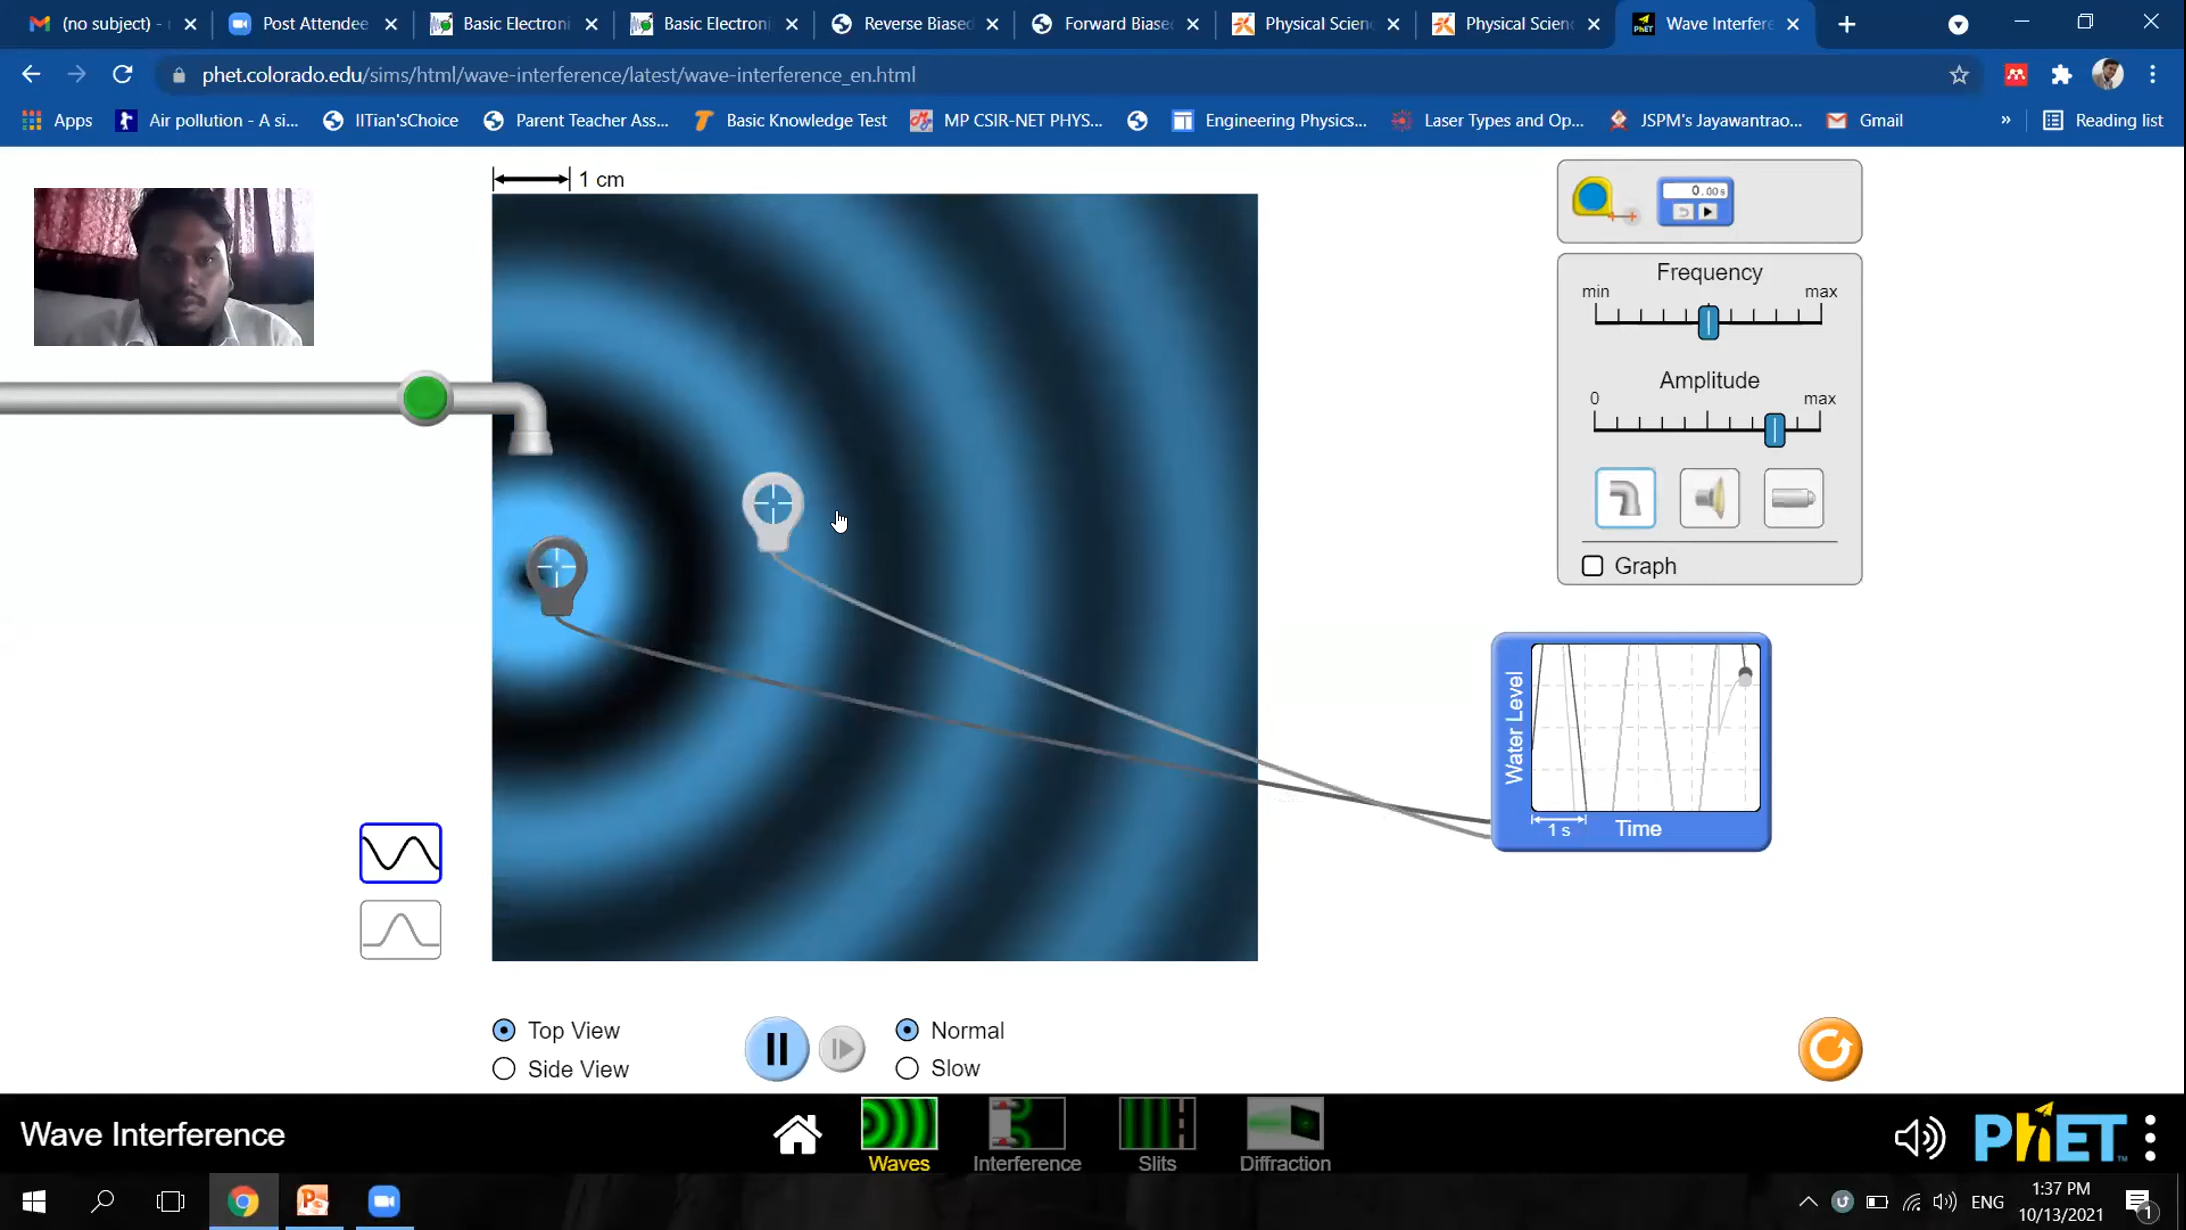 (no subject) -
Post Attendee
Basic Electroni
Basic Electroni
Reverse Biased
Forward Biase
Physical Scienc
Physical Scienc
Wave Interfere
phet.colorado.edu/sims/html/wave-interference/latest/wave-interference_en.html
Apps
Air pollution - A si...
IITian'sChoice
Parent Teacher Ass...
Basic Knowledge Test
MP CSIR-NET PHYS...
Engineering Physics...
Laser Types and Op...
JSPM's Jayawantrao...
Gmail
»
Reading list
1 cm
0.00s
Frequency
min max
Amplitude
0 max
Graph
Water Level
1 s
Time
Top View
Side View
Normal
Slow
Wave Interference
Waves
Interference
Slits
Diffraction
PhET
ENG
1:37 PM
10/13/2021
1